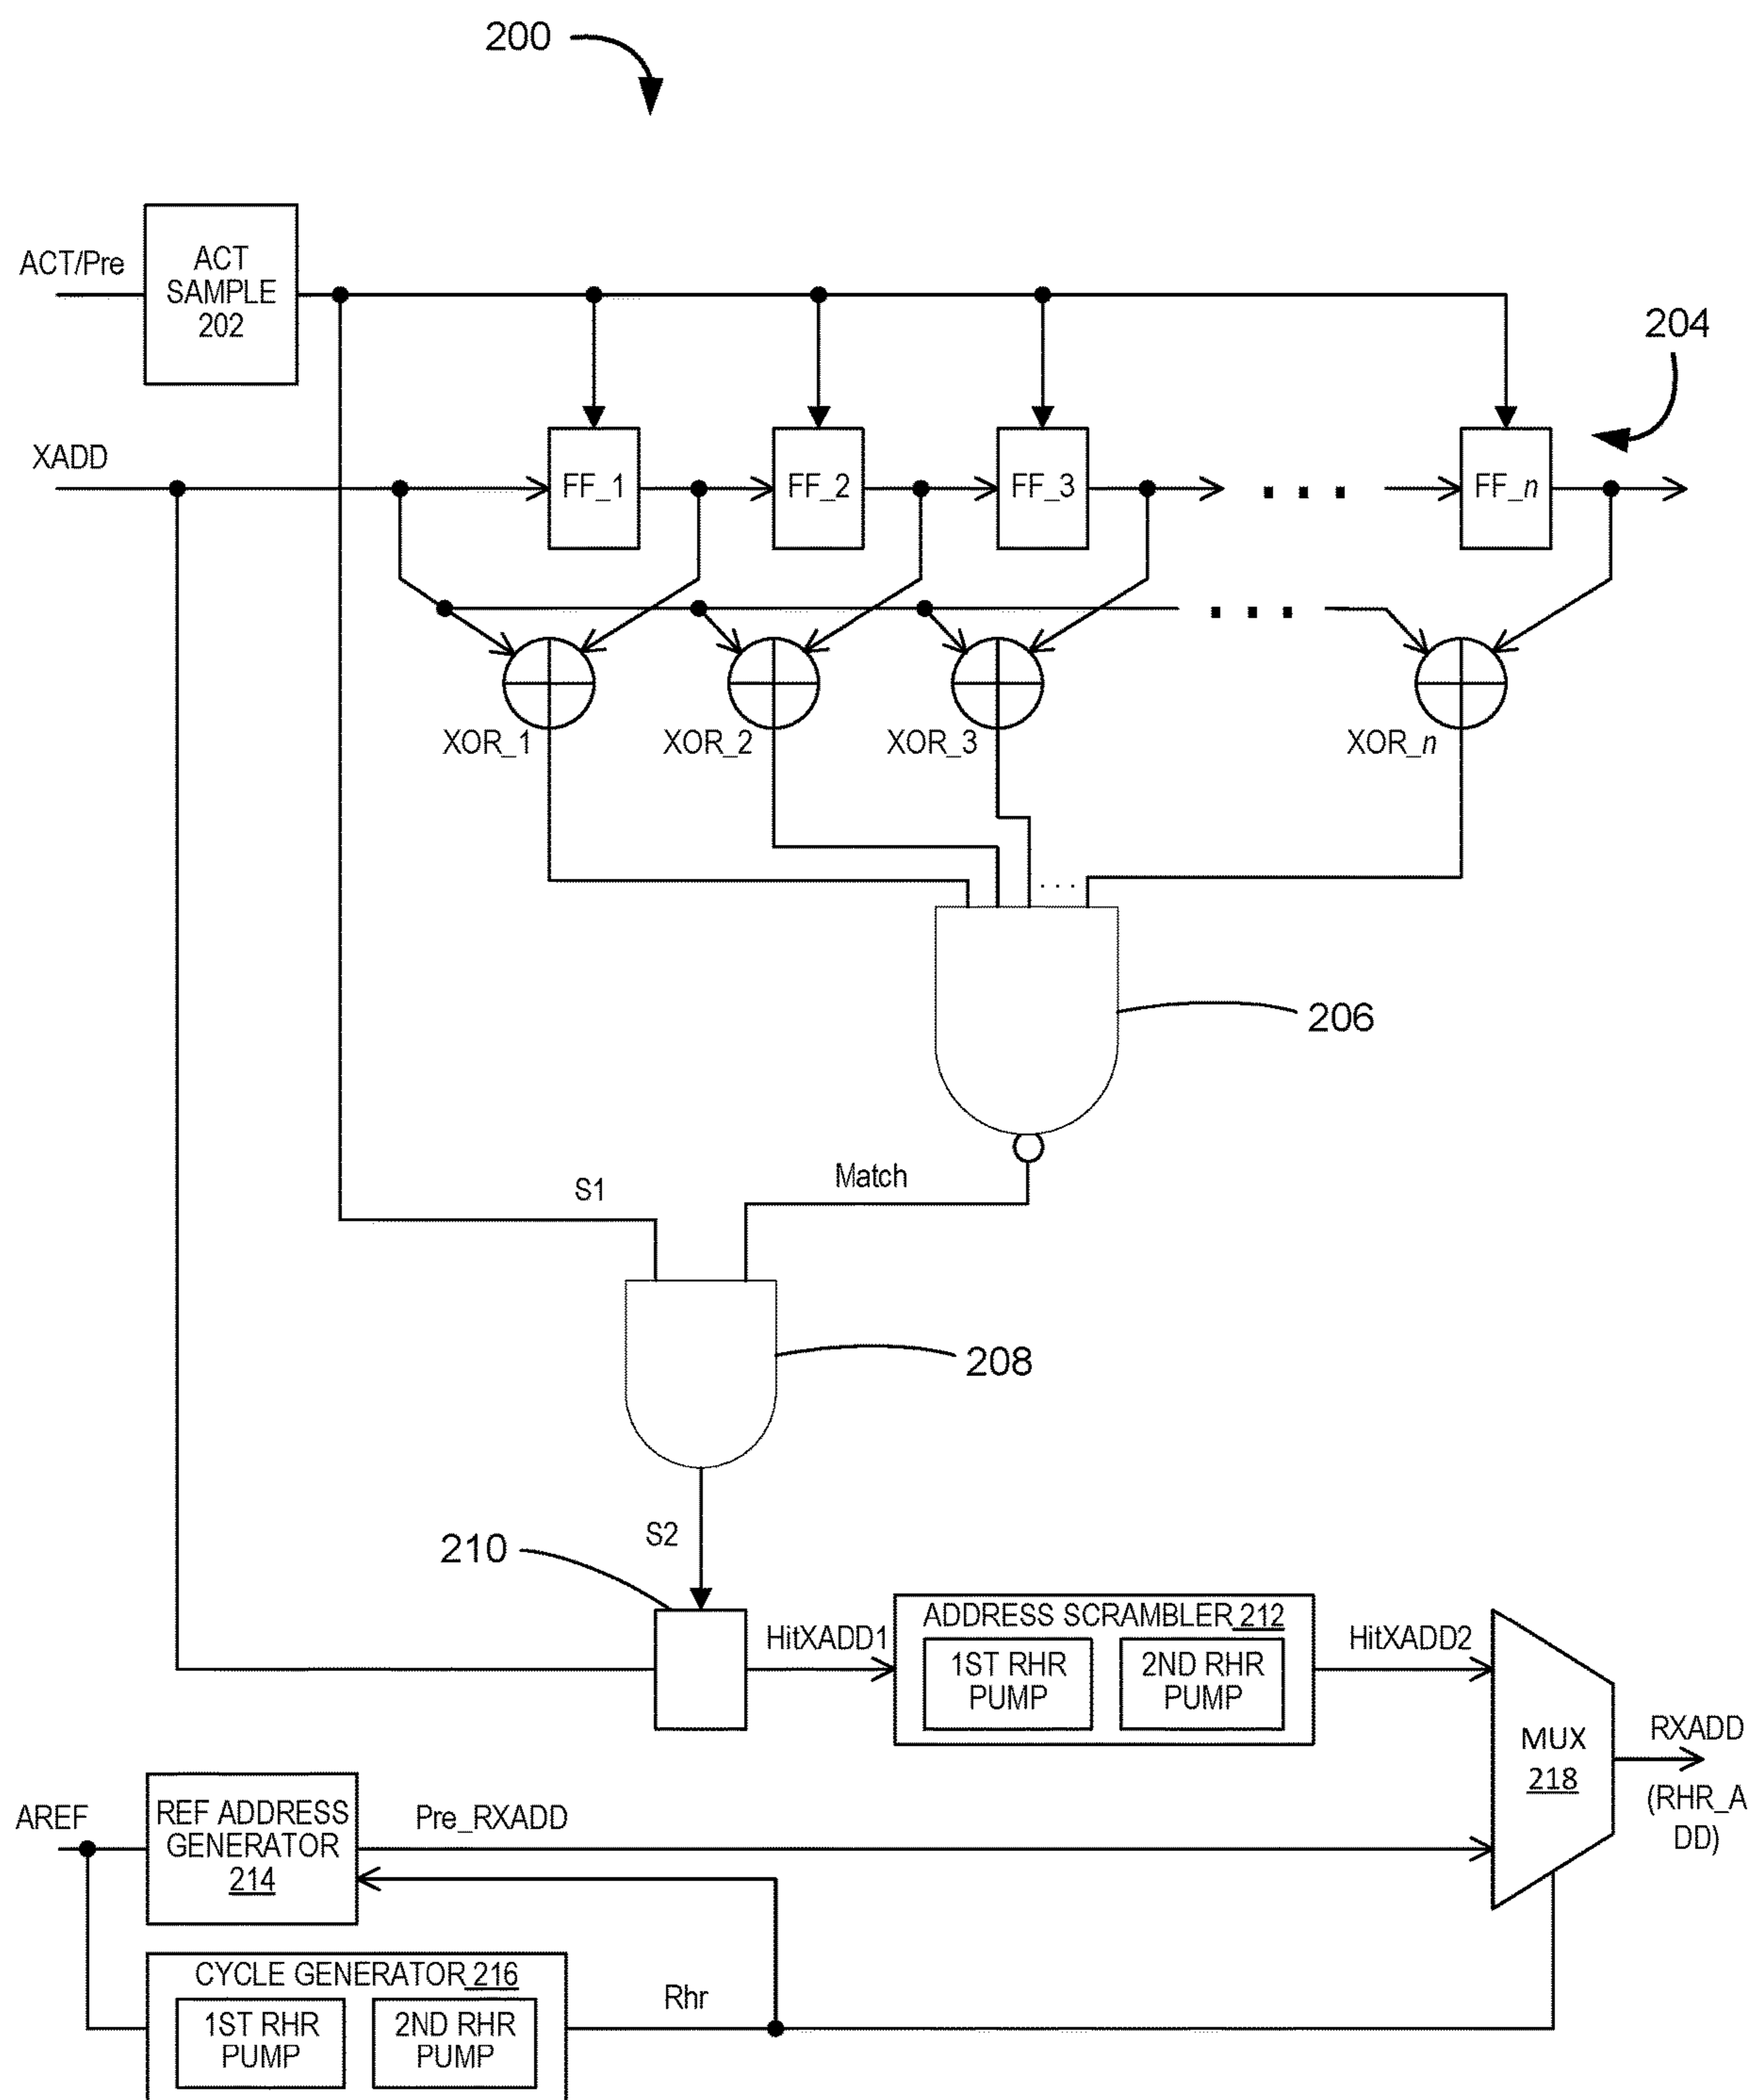 200
ACT/Pre
ACT
SAMPLE
202
204
XADD
FF_1
FF_2
FF_3
. . .
FF_n
. . .
XOR_1
XOR_2
XOR_3
XOR_n
. . .
206
Match
S1
208
S2
210
HitXADD1
ADDRESS SCRAMBLER 212
1ST RHR
PUMP
2ND RHR
PUMP
HitXADD2
MUX
218
RXADD
(RHR_A
DD)
AREF
REF ADDRESS
GENERATOR
214
Pre_RXADD
CYCLE GENERATOR 216
1ST RHR
PUMP
2ND RHR
PUMP
Rhr